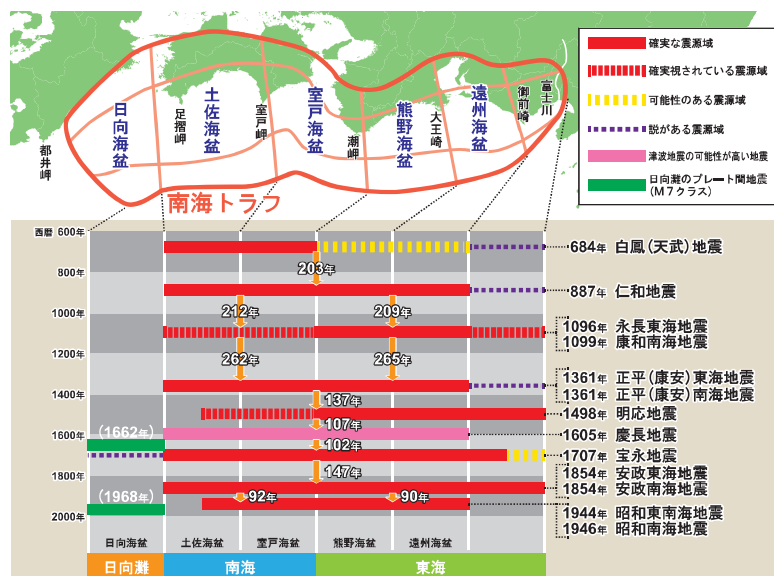 確実な震源域
確実視されている震源域
可能性のある震源域
説がある震源域
津波地震の可能性が高い地震
日向灘のプレート間地震
(M7クラス)
都井岬
日向海盆
足摺岬
土佐海盆
室戸岬
室戸海盆
潮岬
熊野海盆
大王崎
遠州海盆
御前崎
富士川
南海トラフ
西暦 600年
800年
1000年
1200年
1400年
1600年
1800年
2000年
203年
212年
209年
262年
265年
137年
107年
102年
147年
92年
90年
(1662年)
(1968年)
684年 白鳳(天武)地震
887年 仁和地震
1096年 永長東海地震
1099年 康和南海地震
1361年 正平(康安)東海地震
1361年 正平(康安)南海地震
1498年 明応地震
1605年 慶長地震
1707年 宝永地震
1854年 安政東海地震
1854年 安政南海地震
1944年 昭和東南海地震
1946年 昭和南海地震
日向海盆
土佐海盆
室戸海盆
熊野海盆
遠州海盆
日向灘
南海
東海